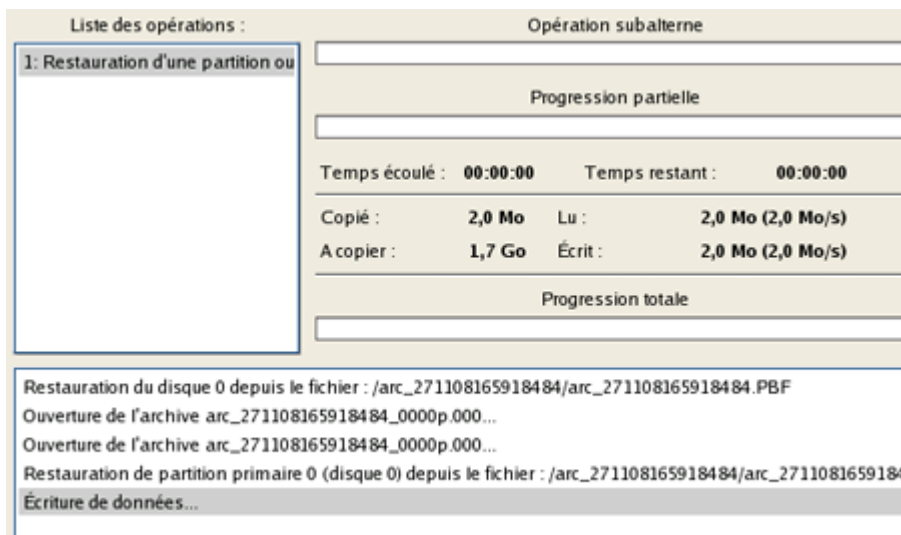 Liste des opérations :
Opération subalterne
1: Restauration d'une partition ou
Progression partielle
Temps écoulé : 00:00:00 Temps restant : 00:00:00
Copié : 2,0 Mo Lu : 2,0 Mo (2,0 Mo/s)
A copier : 1,7 Go Écrit : 2,0 Mo (2,0 Mo/s)
Progression totale
Restauration du disque 0 depuis le fichier : /arc_271108165918484/arc_271108165918484.PBF
Ouverture de l'archive arc_271108165918484_0000p.000...
Ouverture de l'archive arc_271108165918484_0000p.000...
Restauration de partition primaire 0 (disque 0) depuis le fichier : /arc_271108165918484/arc_2711081659184
Écriture de données...